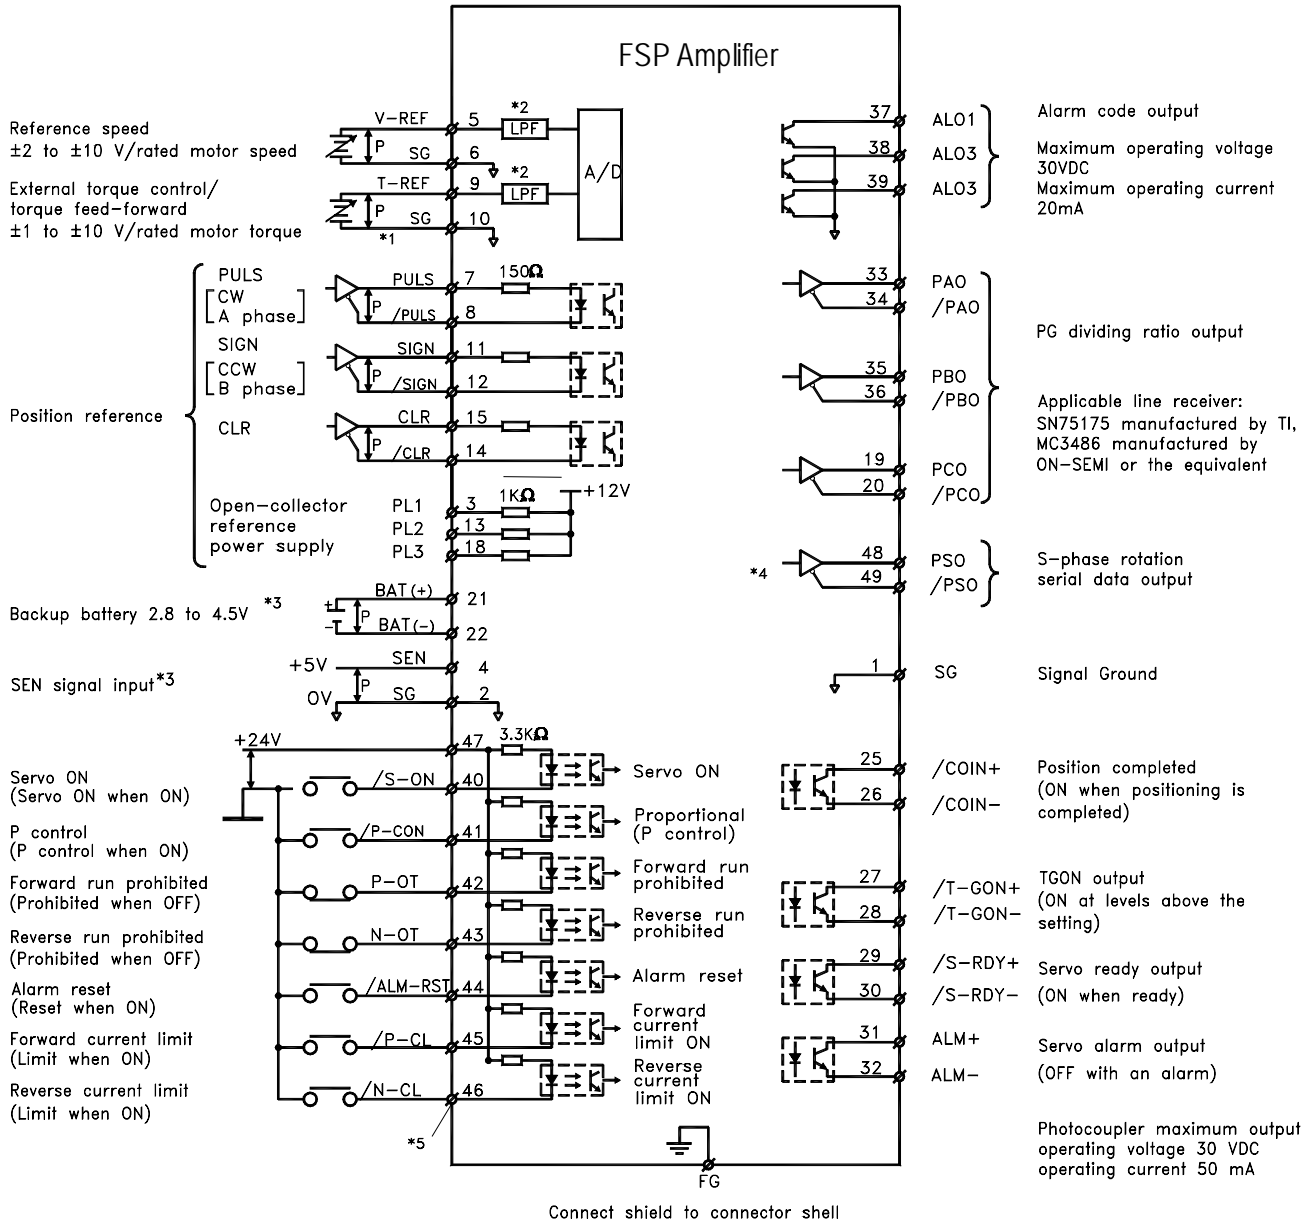 FSP Amplifier
Reference speed
±2 to ±10 V/rated motor speed
External torque control/
torque feed-forward
±1 to ±10 V/rated motor torque
V-REF
5
*2
LPF
P
SG
6
T-REF
9
*2
LPF
P
SG
10
*1
A/D
Position reference
PULS
CW
A phase
PULS
7
150Ω
P
/PULS
8
SIGN
CCW
B phase
SIGN
11
P
/SIGN
12
CLR
CLR
15
P
/CLR
14
Open-collector
reference
power supply
+12V
PL1
3
1KΩ
PL2
13
PL3
18
Backup battery 2.8 to 4.5V
*3
BAT(+)
21
+
P
-
BAT(-)
22
SEN signal input*3
+5V
SEN
4
P
0V
SG
2
+24V
47
3.3KΩ
Servo ON
(Servo ON when ON)
/S-ON
40
Servo ON
P control
(P control when ON)
/P-CON
41
Proportional
(P control)
Forward run prohibited
(Prohibited when OFF)
P-OT
42
Forward run
prohibited
Reverse run prohibited
(Prohibited when OFF)
N-OT
43
Reverse run
prohibited
Alarm reset
(Reset when ON)
/ALM-RST
44
Alarm reset
Forward current limit
(Limit when ON)
/P-CL
45
Forward
current
limit ON
Reverse current limit
(Limit when ON)
/N-CL
46
Reverse
current
limit ON
*5
37
ALO1
38
ALO3
39
ALO3
Alarm code output
Maximum operating voltage
30VDC
Maximum operating current
20mA
33
PAO
34
/PAO
35
PBO
36
/PBO
19
PCO
20
/PCO
PG dividing ratio output
Applicable line receiver:
SN75175 manufactured by TI,
MC3486 manufactured by
ON-SEMI or the equivalent
*4
48
PSO
49
/PSO
S-phase rotation
serial data output
1
SG
Signal Ground
25
/COIN+
26
/COIN-
Position completed
(ON when positioning is
completed)
27
/T-GON+
28
/T-GON-
TGON output
(ON at levels above the
setting)
29
/S-RDY+
30
/S-RDY-
Servo ready output
(ON when ready)
31
ALM+
32
ALM-
Servo alarm output
(OFF with an alarm)
Photocupler maximum output
operating voltage 30 VDC
operating current 50 mA
FG
Connect shield to connector shell